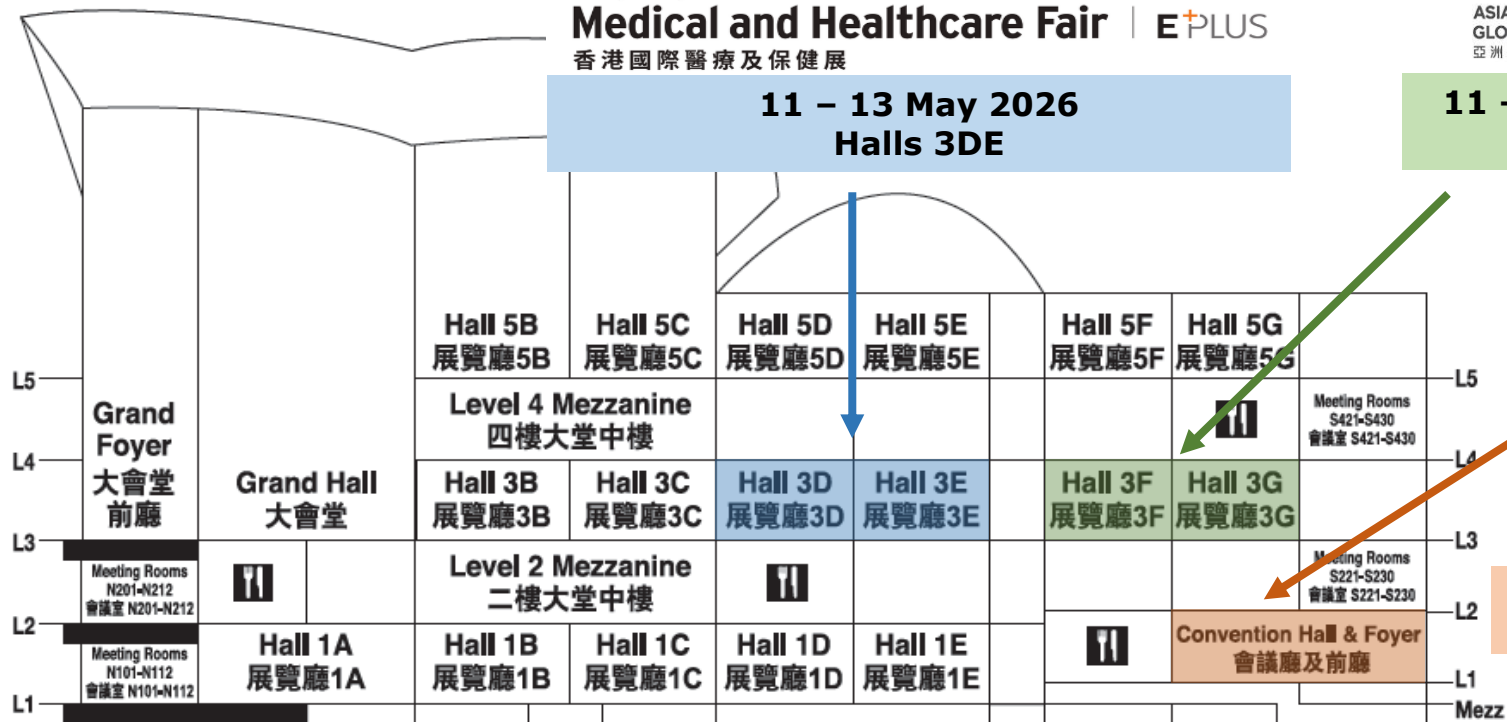 Medical and Healthcare Fair | E+PLUS
香港國際醫療及保健展
ASIA
GLO
亞洲
11 – 13 May 2026
Halls 3DE
11 -
Hall 5B
展覽廳5B
Hall 5C
展覽廳5C
Hall 5D
展覽廳5D
Hall 5E
展覽廳5E
Hall 5F
展覽廳5F
Hall 5G
展覽廳5G
L5
L5
Grand
Foyer
大會堂
前廳
Level 4 Mezzanine
四樓大堂中樓
Meeting Rooms
S421-S430
會議室 S421-S430
L4
L4
Grand Hall
大會堂
Hall 3B
展覽廳3B
Hall 3C
展覽廳3C
Hall 3D
展覽廳3D
Hall 3E
展覽廳3E
Hall 3F
展覽廳3F
Hall 3G
展覽廳3G
L3
L3
Meeting Rooms
N201-N212
會議室 N201-N212
Level 2 Mezzanine
二樓大堂中樓
Meeting Rooms
S221-S230
會議室 S221-S230
L2
L2
Meeting Rooms
N101-N112
會議室 N101-N112
Hall 1A
展覽廳1A
Hall 1B
展覽廳1B
Hall 1C
展覽廳1C
Hall 1D
展覽廳1D
Hall 1E
展覽廳1E
Convention Hall & Foyer
會議廳及前廳
L1
L1
Mezz